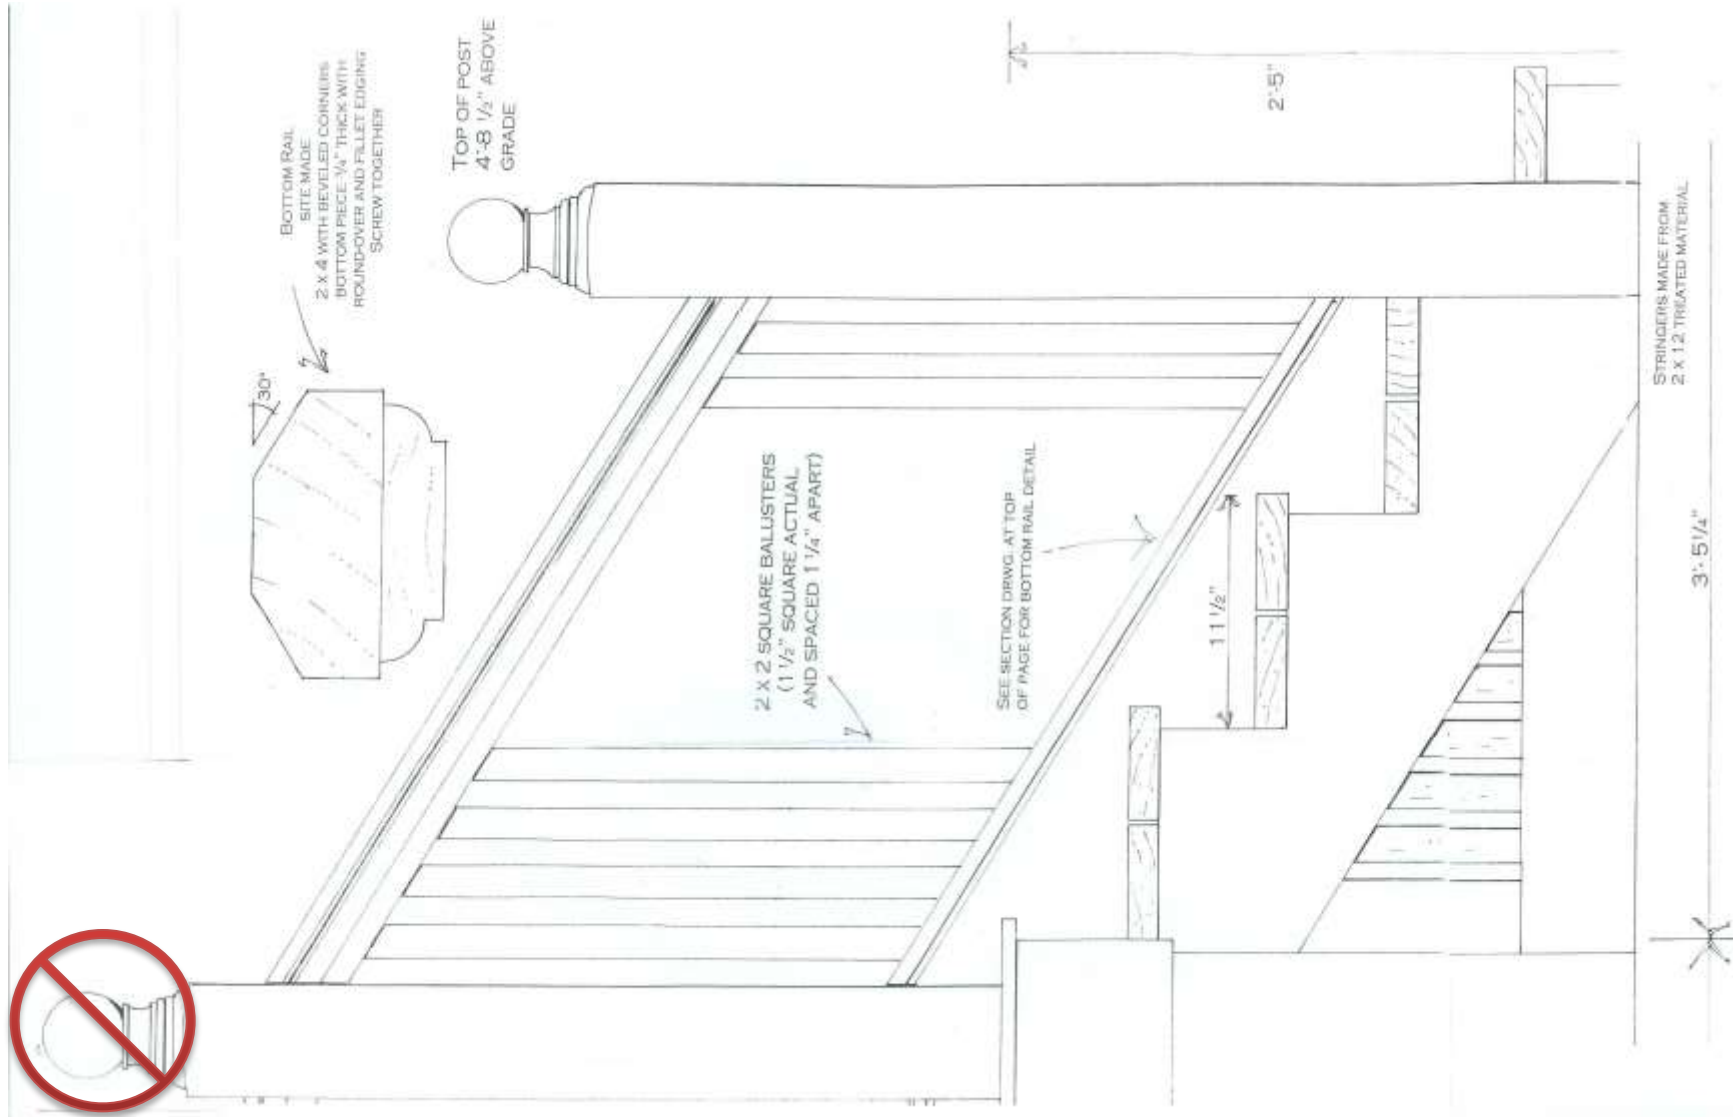 BOTTOM RAIL
SITE MADE
2 X 4 WITH BEVELED CORNERS
BOTTOM PIECE 3/4" THICK WITH
ROUND-OVER AND FILLET EDGING
SCREW TOGETHER
30°
TOP OF POST
4'-8 1/2" ABOVE
GRADE
2'-5"
2 X 2 SQUARE BALUSTERS
(1 1/2" SQUARE ACTUAL
AND SPACED 1 1/4" APART)
SEE SECTION DRWG. AT TOP
OF PAGE FOR BOTTOM RAIL DETAIL
11 1/2"
STRINGERS MADE FROM
2 X 12 TREATED MATERIAL
3'-5 1/4"